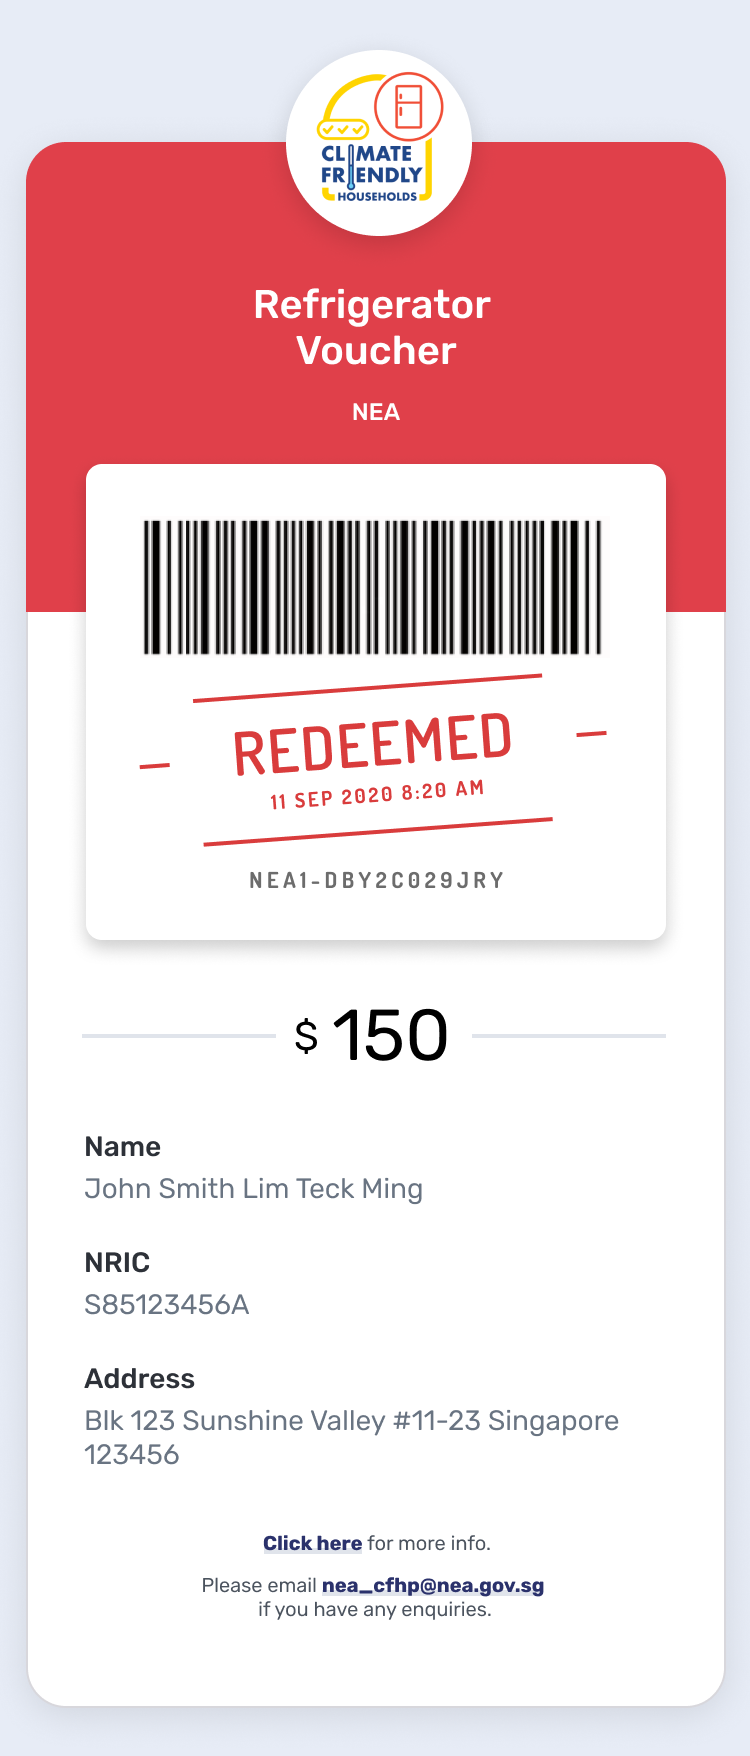 CLIMATE
FRIENDLY
HOUSEHOLDS
Refrigerator
Voucher
NEA
REDEEMED
11 SEP 2020 8:20 AM
NEA1-DBY2C029JRY
$ 150
Name
John Smith Lim Teck Ming
NRIC
S85123456A
Address
Blk 123 Sunshine Valley #11-23 Singapore
123456
Click here for more info.
Please email nea_cfhp@nea.gov.sg
if you have any enquiries.